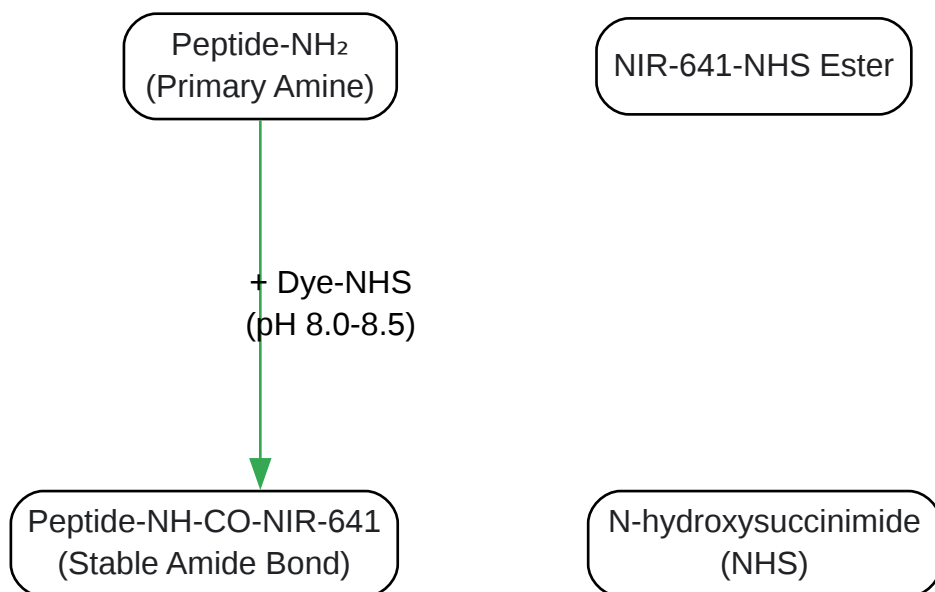 Peptide-NH₂
(Primary Amine)
NIR-641-NHS Ester
+ Dye-NHS
(pH 8.0-8.5)
Peptide-NH-CO-NIR-641
(Stable Amide Bond)
N-hydroxysuccinimide
(NHS)